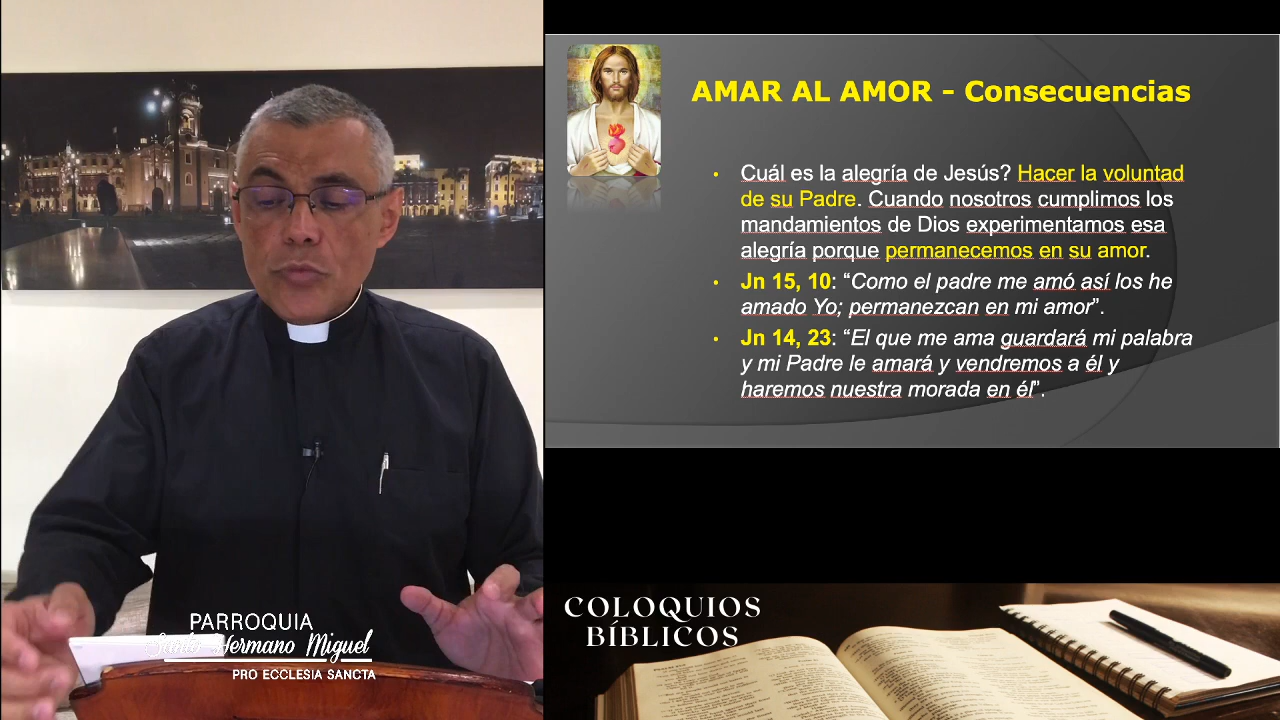 AMAR AL AMOR - Consecuencias
• Cuál es la alegría de Jesús? Hacer la voluntad
de su Padre. Cuando nosotros cumplimos los
mandamientos de Dios experimentamos esa
alegría porque permanecemos en su amor.
• Jn 15, 10: “Como el padre me amó así los he
amado Yo; permanezcan en mi amor”.
• Jn 14, 23: “El que me ama guardará mi palabra
y mi Padre le amará y vendremos a él y
haremos nuestra morada en él”.
PARROQUIA
Santo Hermano Miguel
PRO ECCLESIA SANCTA
COLOQUIOS
BÍBLICOS